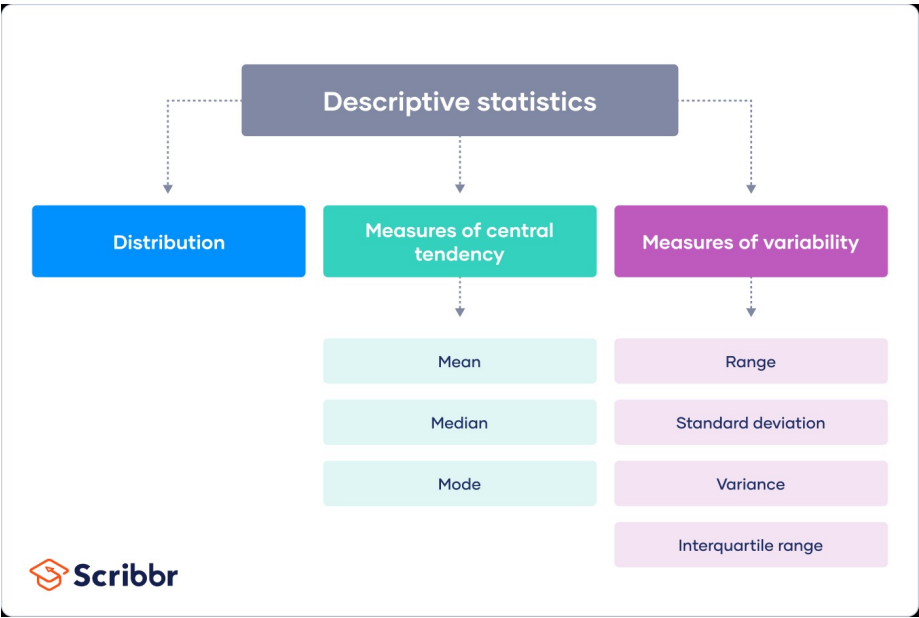 Descriptive statistics
Distribution
Measures of central
tendency
Measures of variability
Mean
Median
Mode
Range
Standard deviation
Variance
Interquartile range
Scribbr